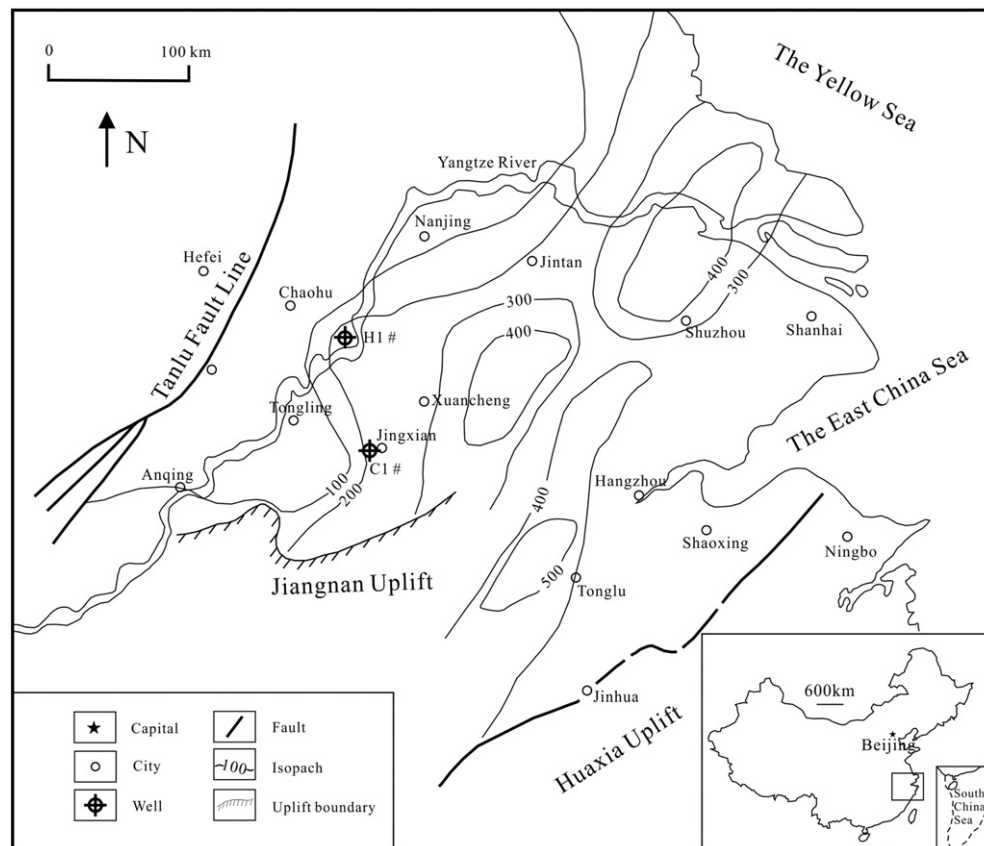 0
100 km
N
The Yellow Sea
Yangtze River
Nanjing
Hefei
Jintan
Chaohu
Tanlu Fault Line
H1 #
300
400
400
300
Shuzhou
Shanhai
Xuancheng
Tongling
Jingxian
C1 #
The East China Sea
Anqing
100
200
Hangzhou
400
Shaoxing
Ningbo
500
Tonglu
Jiangnan Uplift
Jinhua
Huaxia Uplift
Capital
Fault
City
100
Isopach
Well
Uplift boundary
600km
Beijing
South
China
Sea